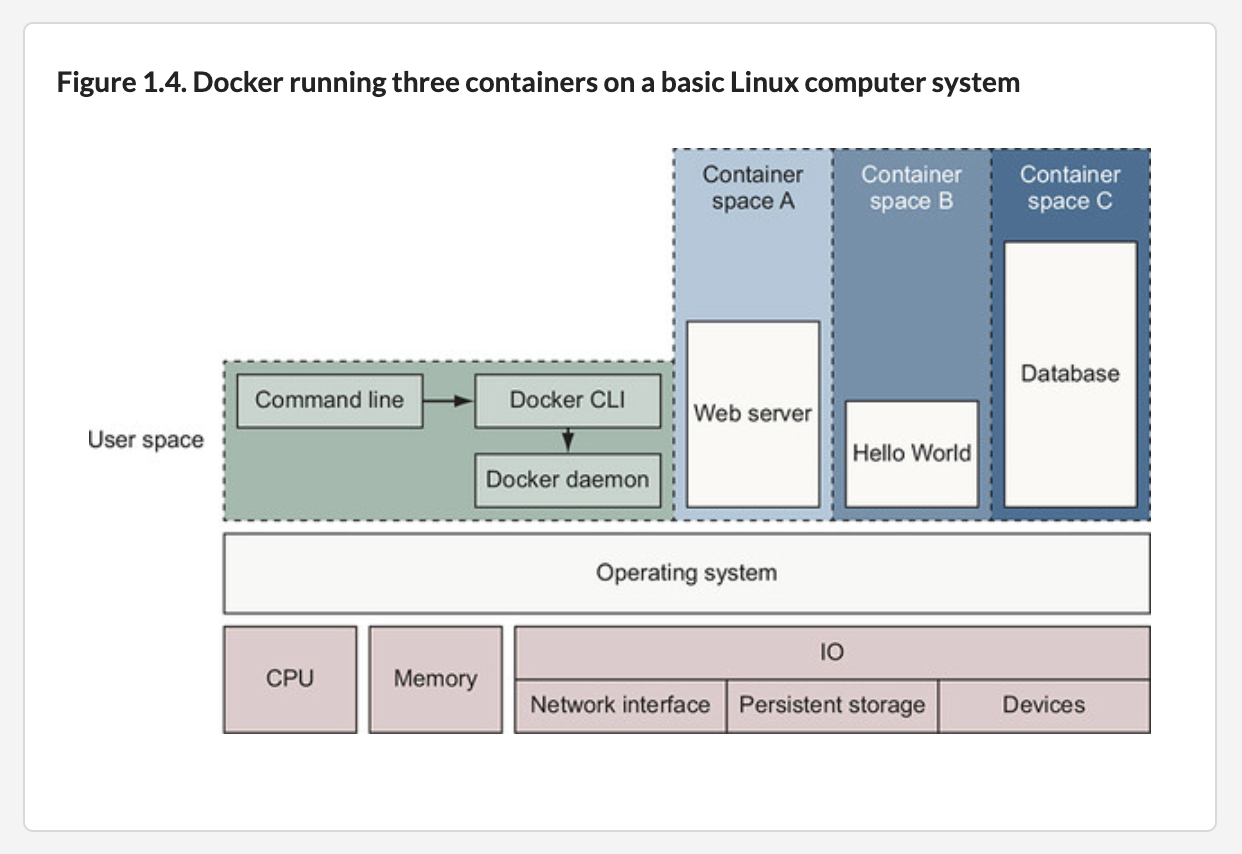 Figure 1.4. Docker running three containers on a basic Linux computer system
Container
space A
Container
space B
Container
space C
User space
Command line
Docker CLI
Docker daemon
Web server
Hello World
Database
Operating system
CPU
Memory
IO
Network interface
Persistent storage
Devices